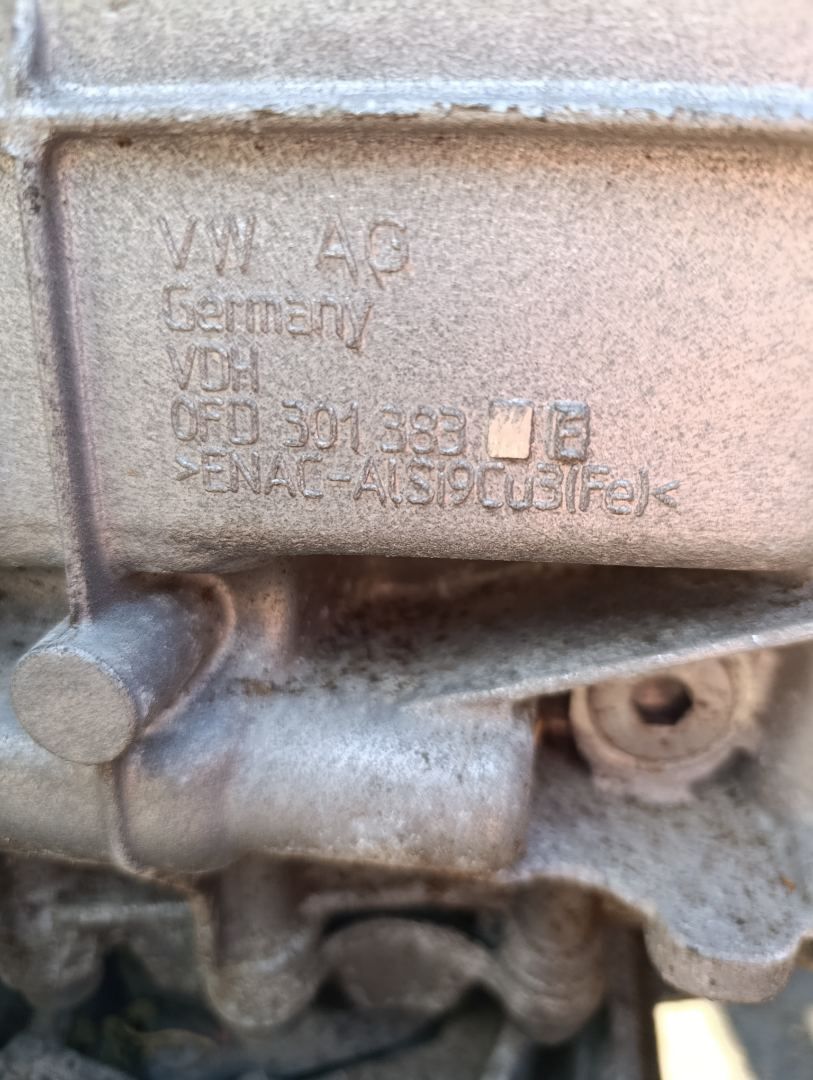 VW AG
Germany
VDH
0FD 301 383 E
>ENAC-AlSi9Cu3(Fe)<